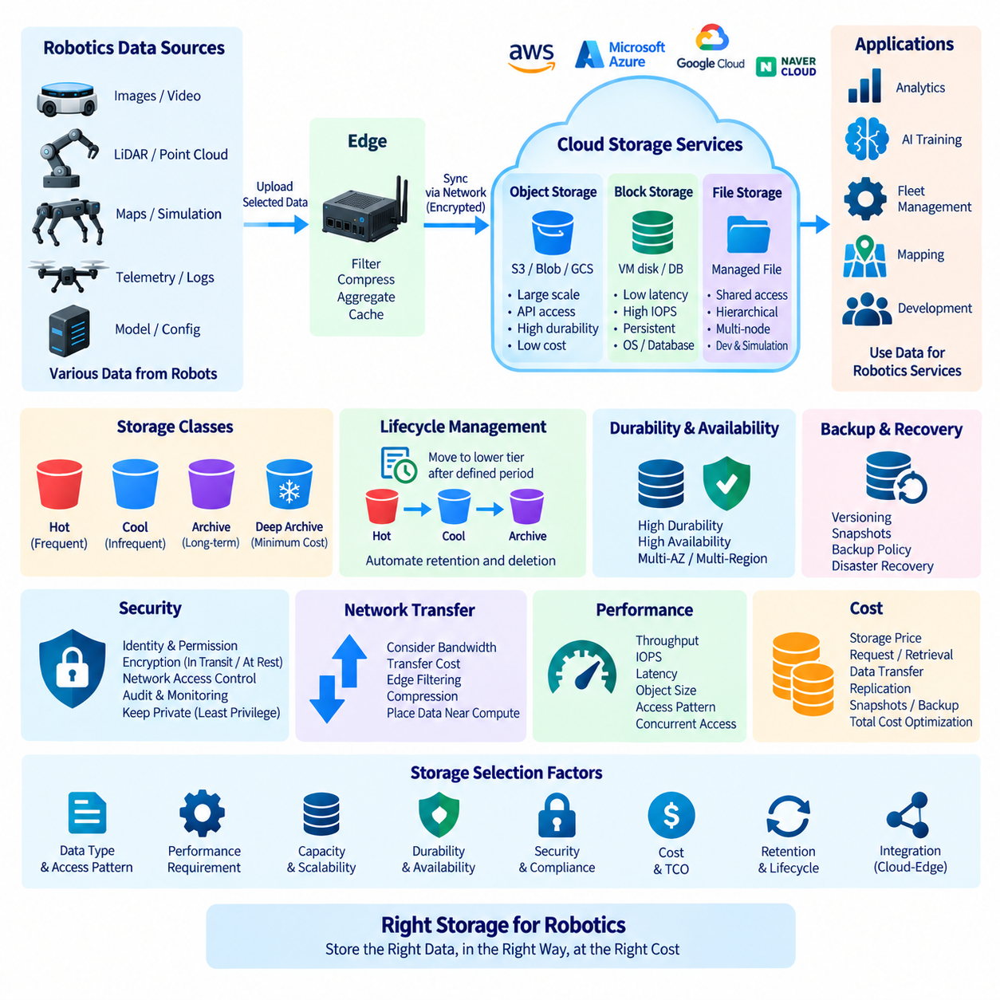 Robotics Data Sources
Images / Video
LiDAR / Point Cloud
Maps / Simulation
Telemetry / Logs
Model / Config
Various Data from Robots
Upload
Selected Data
Edge
Filter
Compress
Aggregate
Cache
Sync
via Network
(Encrypted)
aws
Microsoft
Azure
Google Cloud
N
NAVER
CLOUD
Cloud Storage Services
Object Storage
S3 / Blob / GCS
• Large scale
• API access
• High durability
• Low cost
Block Storage
VM disk / DB
• Low latency
• High IOPS
• Persistent
• OS / Database
File Storage
Managed File
• Shared access
• Hierarchical
• Multi-node
• Dev & Simulation
Applications
Analytics
AI Training
Fleet
Management
Mapping
Development
Use Data for
Robotics Services
Storage Classes
Hot
(Frequent)
Cool
(Infrequent)
Archive
(Long-term)
Deep Archive
(Minimum Cost)
Lifecycle Management
Move to lower tier
after defined period
Hot
Cool
Archive
Automate retention and deletion
Durability & Availability
High Durability
High Availability
Multi-AZ / Multi-Region
Backup & Recovery
Versioning
Snapshots
Backup Policy
Disaster Recovery
Security
Identity & Permission
Encryption (In Transit / At Rest)
Network Access Control
Audit & Monitoring
Keep Private (Least Privilege)
Network Transfer
Consider Bandwidth
Transfer Cost
Edge Filtering
Compression
Place Data Near Compute
Performance
Throughput
IOPS
Latency
Object Size
Access Pattern
Concurrent Access
Cost
Storage Price
Request / Retrieval
Data Transfer
Replication
Snapshots / Backup
Total Cost Optimization
Storage Selection Factors
Data Type
& Access Pattern
Performance
Requirement
Capacity
& Scalability
Durability
& Availability
Security
& Compliance
$
Cost
& TCO
Retention
& Lifecycle
Integration
(Cloud-Edge)
Right Storage for Robotics
Store the Right Data, in the Right Way, at the Right Cost